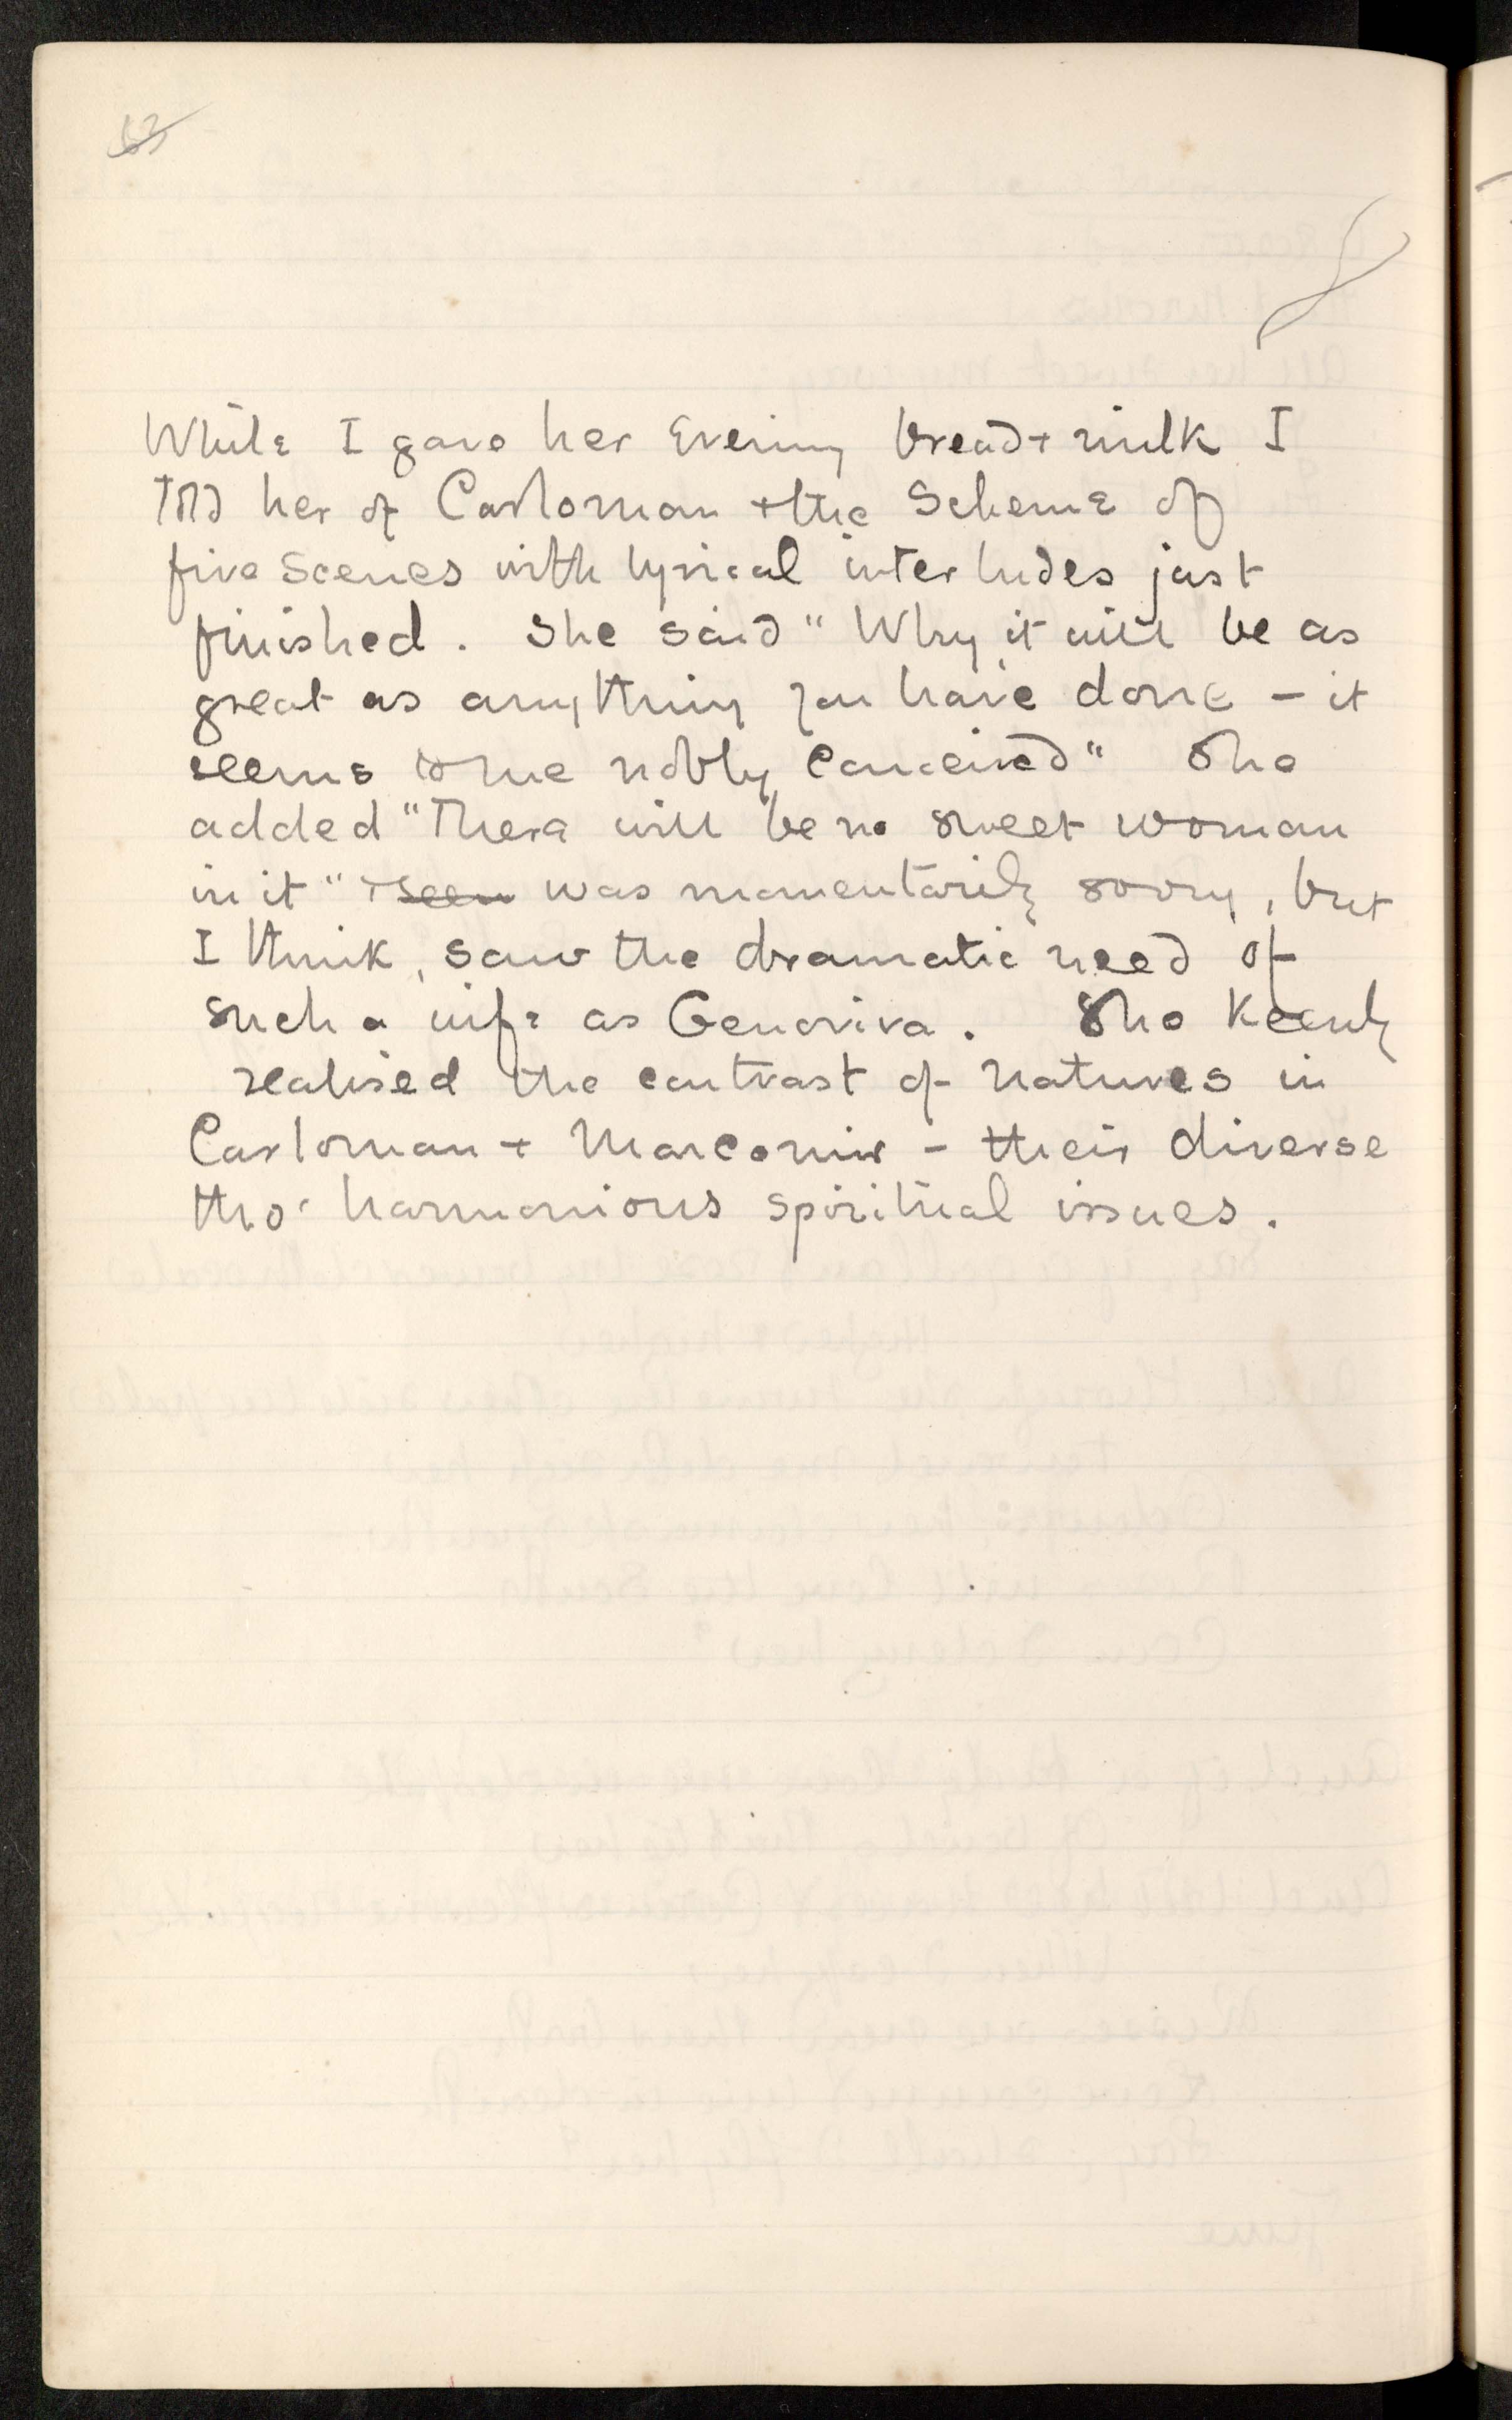 While I gave her Evening bread + milk I
told her of Carloman + the Scheme of
five Scenes with lyrical interludes just
finished. She said "Why it will be as
great as anything you have done - it
seems to me nobly conceived" She
added "There will be no sweet woman
in it" + seen was momentarily sorry, but
I think, saw the dramatic need of
such a wife as Genoviva. She Keenly
realised the contrast of natures in
Carloman + Marcomir - their diverse
tho' harmonious spiritual issues.